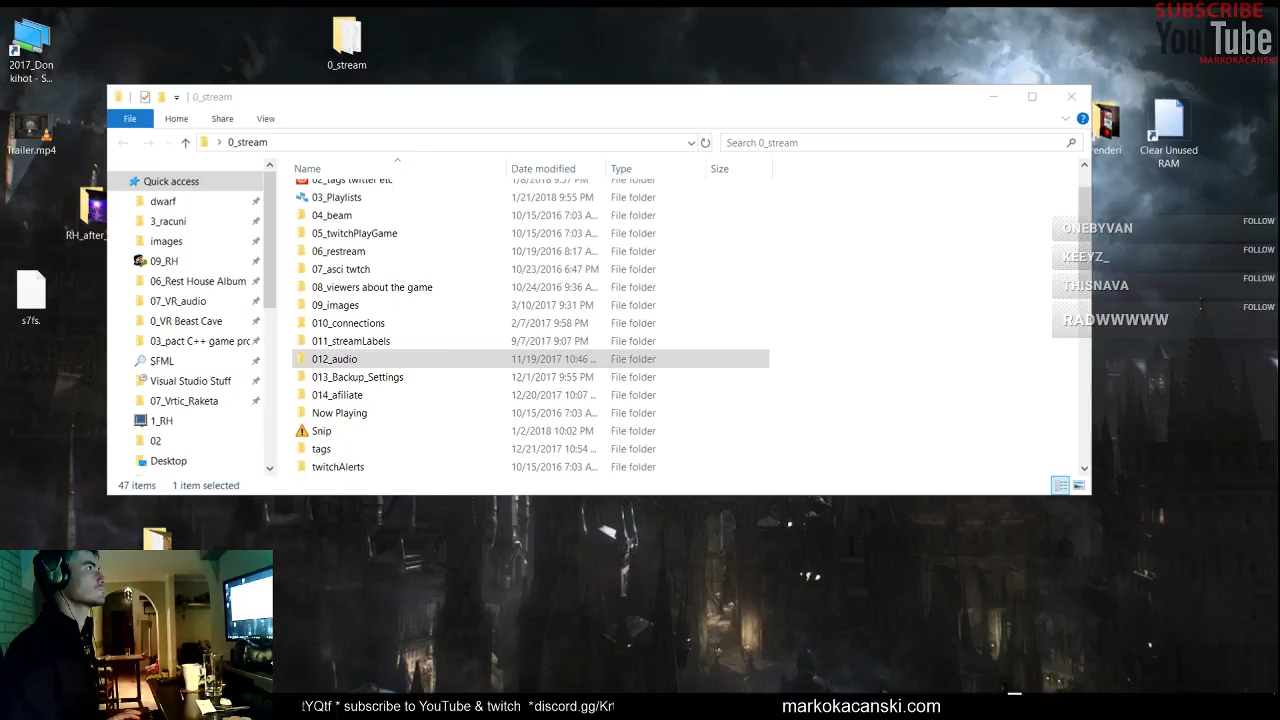 SUBSCRIBE
YouTube
MARKOKACANSKI
2017_Don
kihot - S...
0_stream
Trailer.mp4
RH_after_
s7fs.
renderi
Clear Unused
RAM
0_stream
File
Home
Share
View
0_stream
Search 0_stream
Quick access
dwarf
3_racuni
images
09_RH
06_Rest House Album
07_VR_audio
0_VR Beast Cave
03_pact C++ game prc
SFML
Visual Studio Stuff
07_Vrtic_Raketa
1_RH
02
Desktop
Name Date modified Type Size
02_tags twitter etc 1/8/2018 9:37 PM File folder
03_Playlists 1/21/2018 9:55 PM File folder
04_beam 10/15/2016 7:03 A... File folder
05_twitchPlayGame 10/15/2016 7:03 A... File folder
06_restream 10/19/2016 8:17 A... File folder
07_asci twtch 10/23/2016 6:47 PM File folder
08_viewers about the game 10/24/2016 9:36 A... File folder
09_images 3/10/2017 9:31 PM File folder
010_connections 2/7/2017 9:58 PM File folder
011_streamLabels 9/7/2017 9:07 PM File folder
012_audio 11/19/2017 10:46 ... File folder
013_Backup_Settings 12/1/2017 9:55 PM File folder
014_afiliate 12/20/2017 10:07 ... File folder
Now Playing 10/15/2016 7:03 A... File folder
Snip 1/2/2018 10:02 PM File folder
tags 12/21/2017 10:54 ... File folder
twitchAlerts 10/15/2016 7:03 A... File folder
47 items 1 item selected
ONEBYVAN FOLLOW
KEEYZ_ FOLLOW
THISNAVA FOLLOW
RADWWWWW FOLLOW
YQtf * subscribe to YouTube & twitch *discord.gg/Kr
markokacanski.com